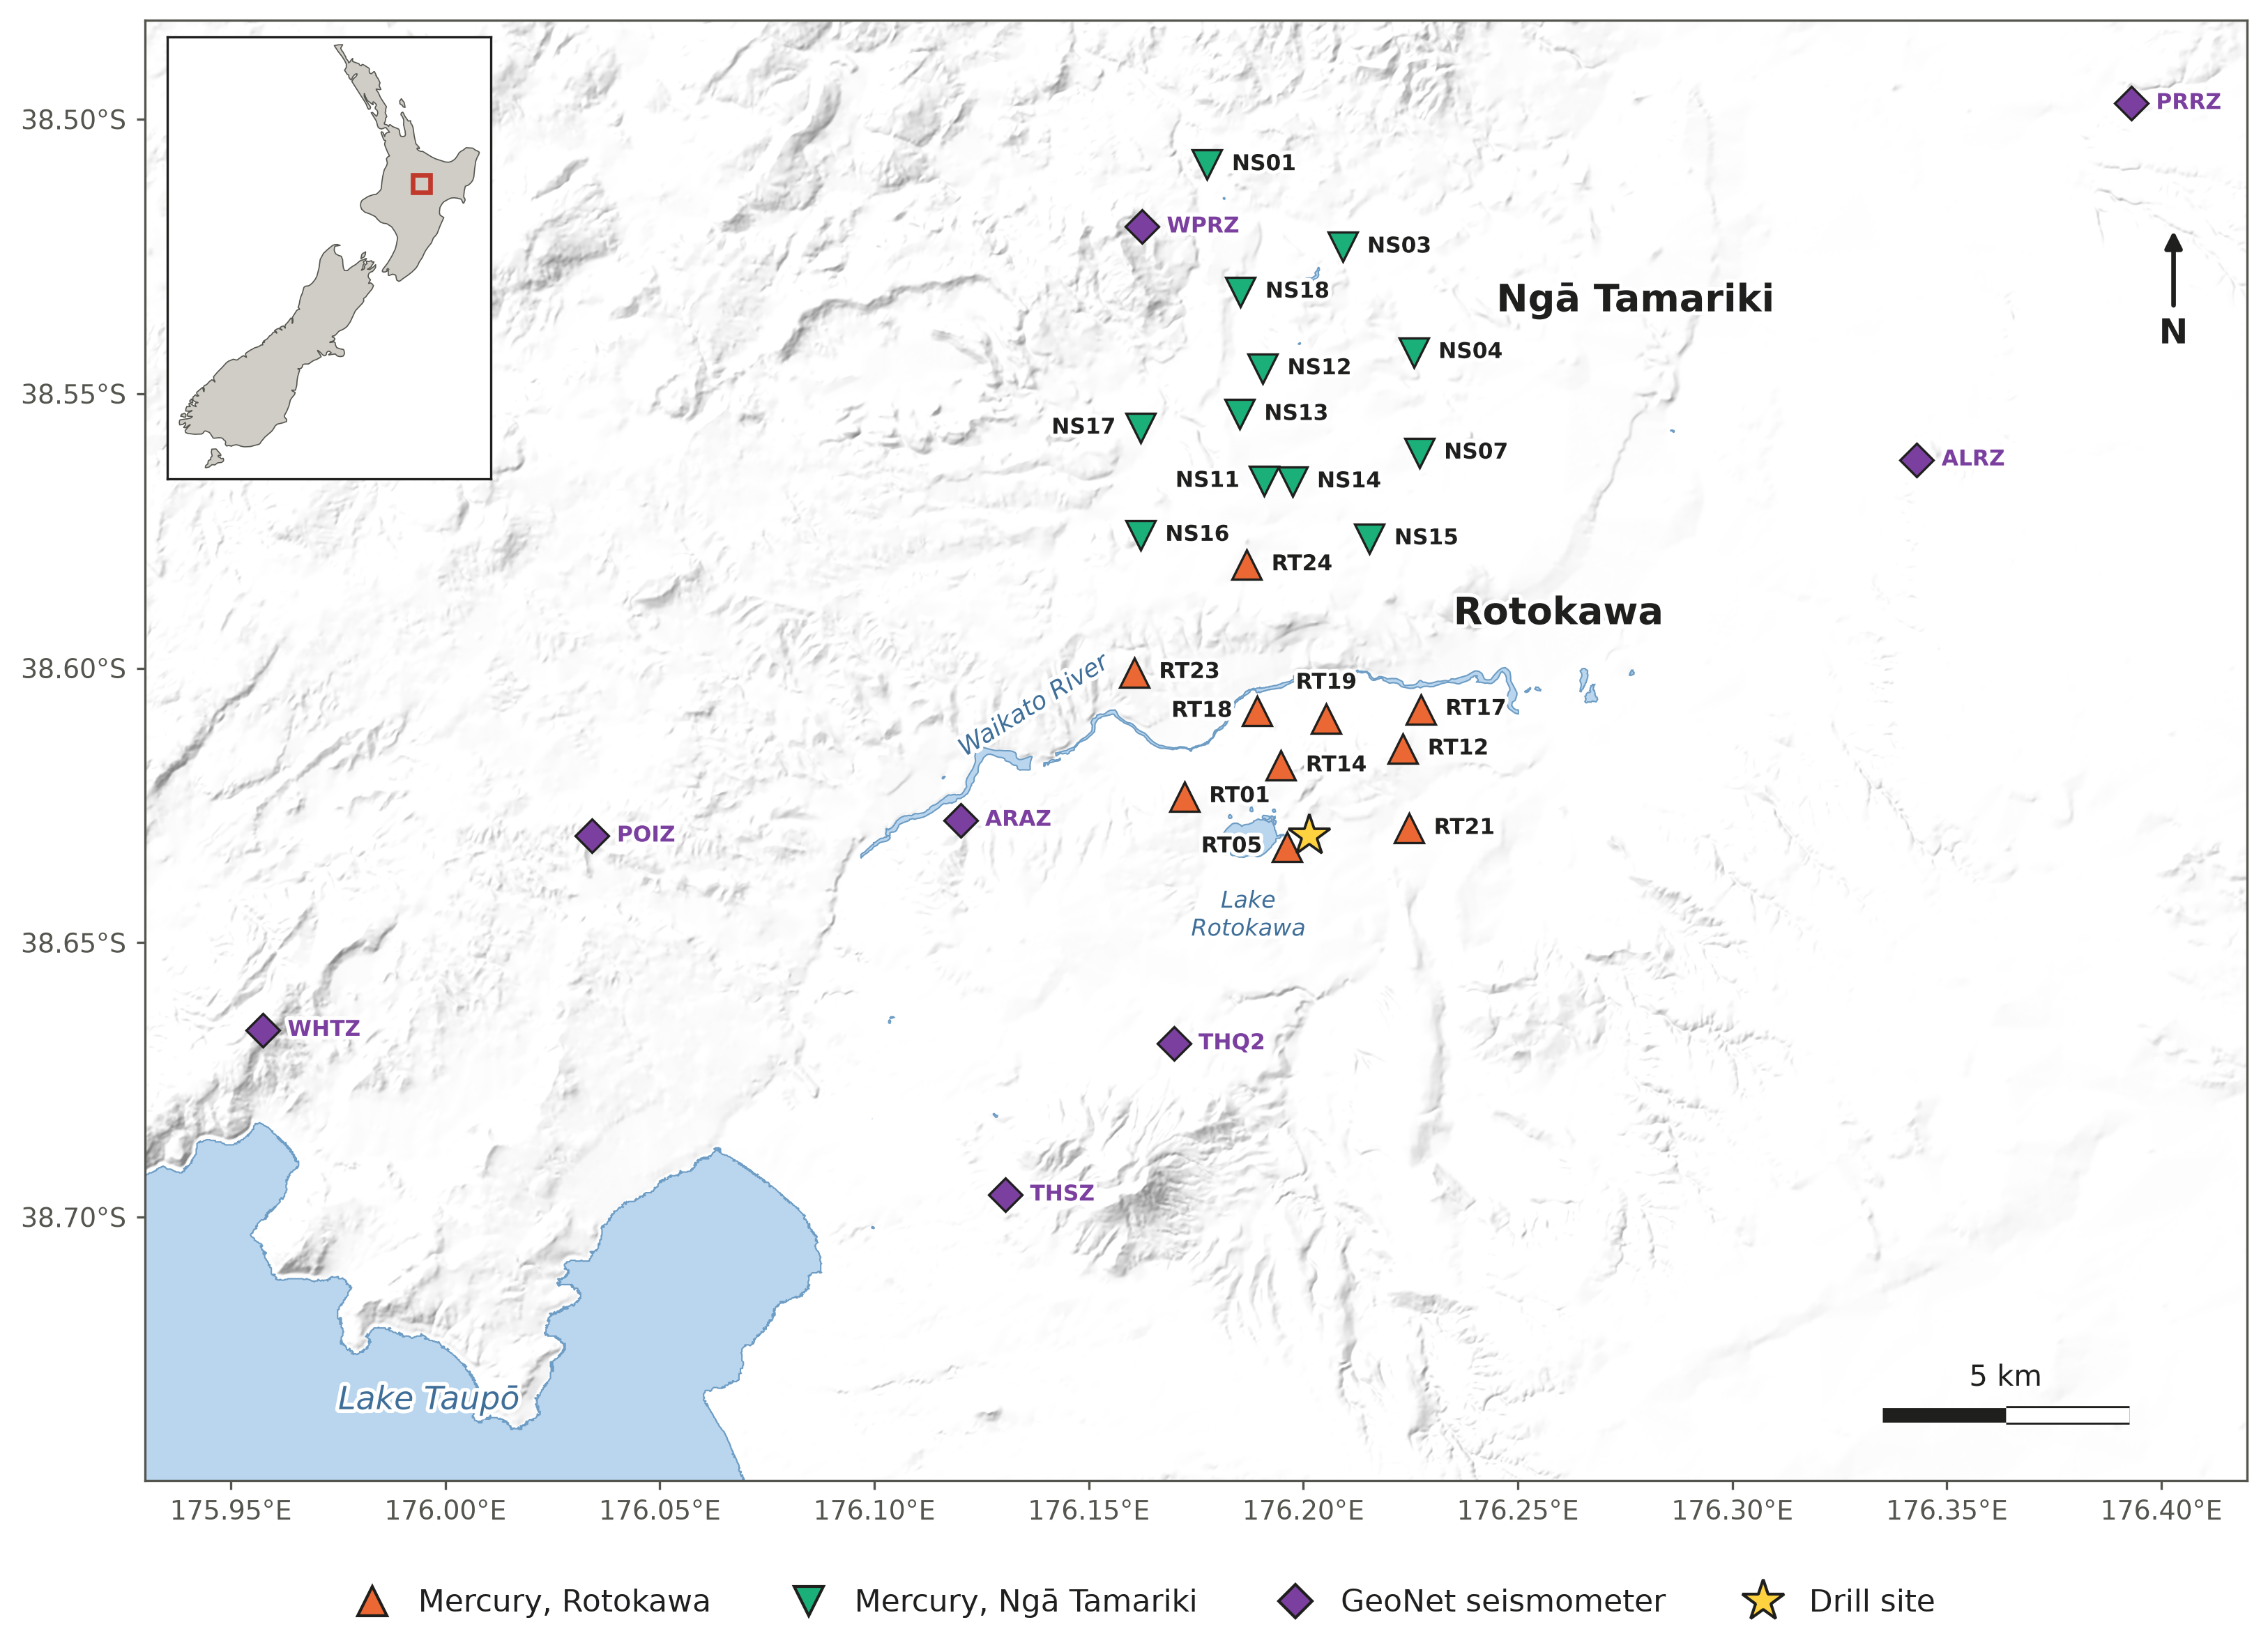 38.50°S
38.55°S
38.60°S
38.65°S
38.70°S
PRRZ
NS01
WPRZ
NS03
NS18
Ngā Tamariki
N
NS04
NS12
NS13
NS17
NS07
ALRZ
NS11
NS14
NS16
NS15
RT24
Rotokawa
Waikato River
RT23
RT19
RT18
RT17
RT12
RT14
RT01
ARAZ
POIZ
RT21
RT05
Lake
Rotokawa
WHTZ
THQ2
THSZ
Lake Taupō
5 km
175.95°E
176.00°E
176.05°E
176.10°E
176.15°E
176.20°E
176.25°E
176.30°E
176.35°E
176.40°E
Mercury, Rotokawa
Mercury, Ngā Tamariki
GeoNet seismometer
Drill site